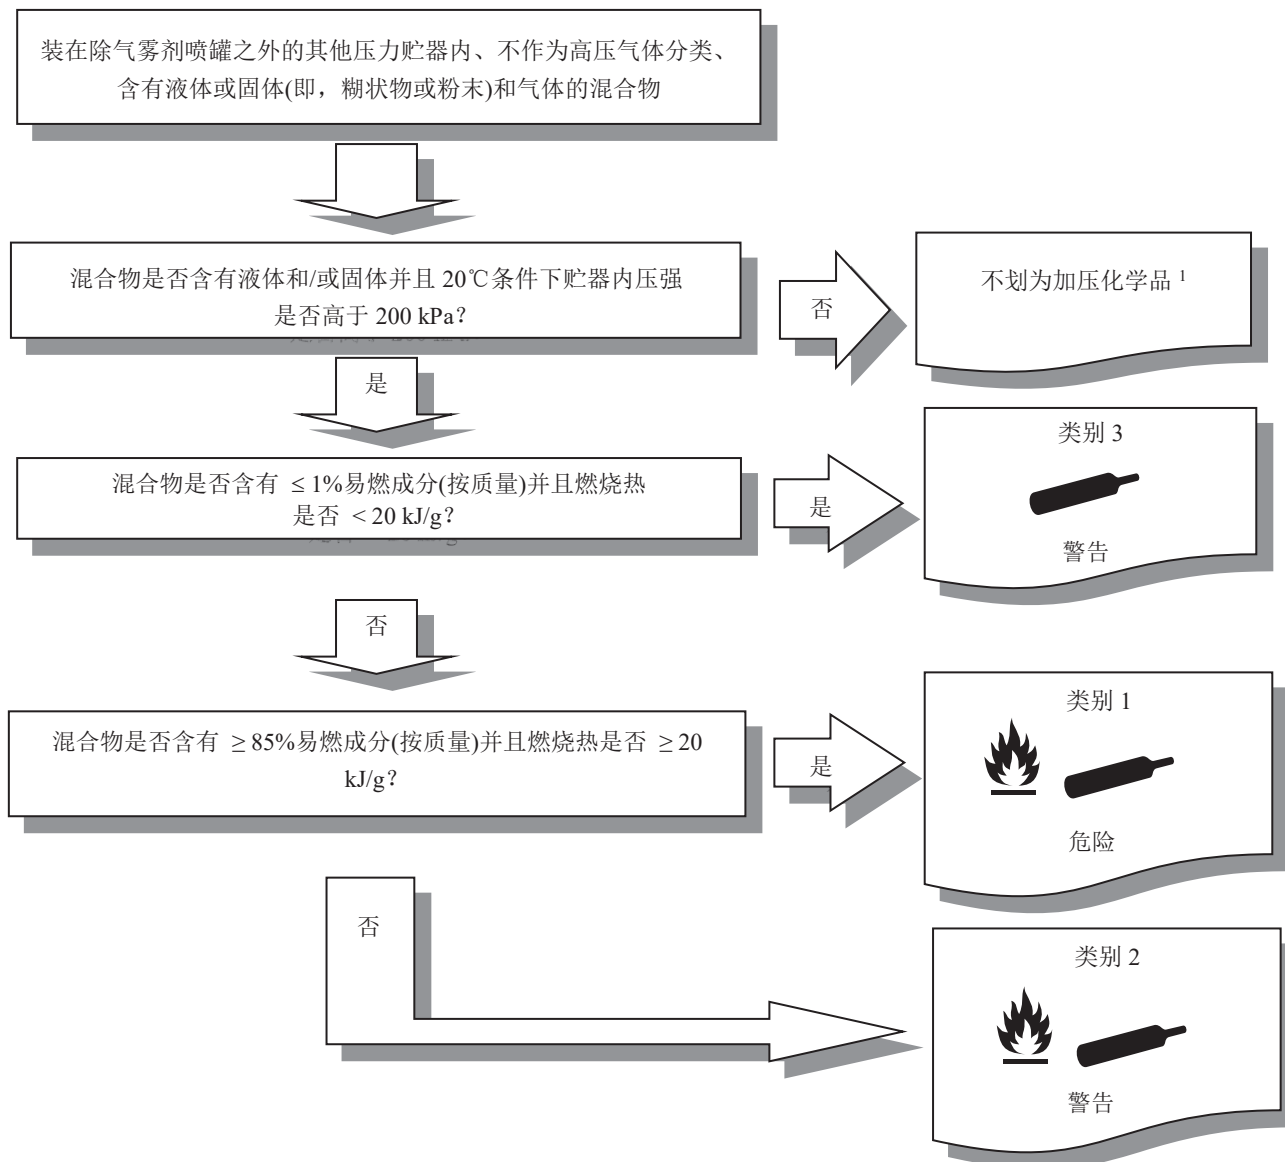 装在除气雾剂喷罐之外的其他压力贮器内、不作为高压气体分类、
含有液体或固体(即，糊状物或粉末)和气体的混合物
混合物是否含有液体和/或固体并且 20℃条件下贮器内压强
是否高于 200 kPa？
否
不划为加压化学品 1
是
混合物是否含有 ≤ 1%易燃成分(按质量)并且燃烧热
是否 < 20 kJ/g？
是
类别 3
警告
否
混合物是否含有 ≥ 85%易燃成分(按质量)并且燃烧热是否 ≥ 20
kJ/g？
是
类别 1
危险
否
类别 2
警告